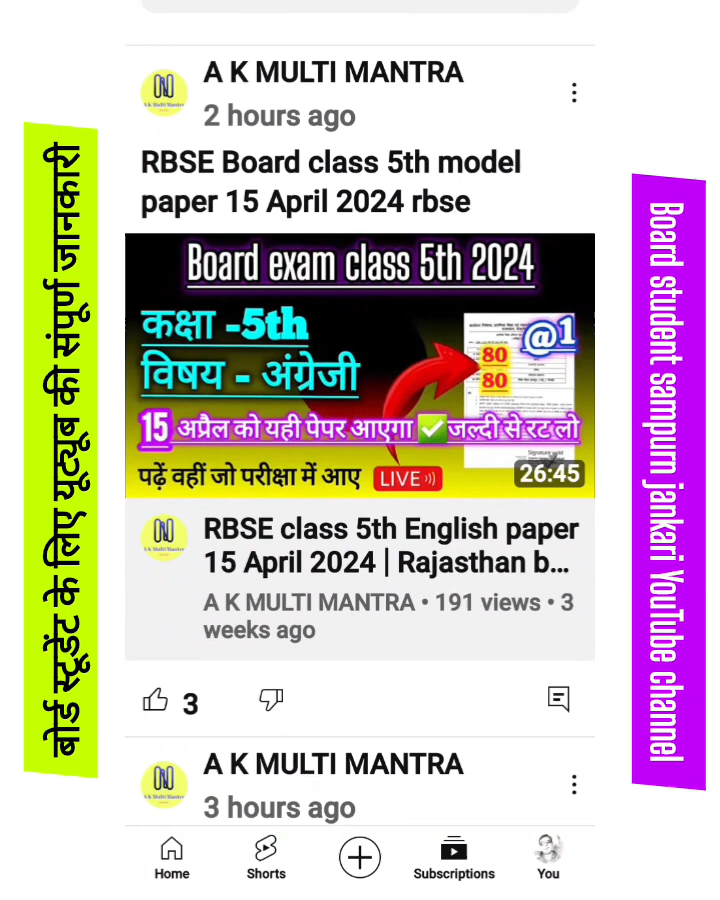 A K MULTI MANTRA
2 hours ago
RBSE Board class 5th model
paper 15 April 2024 rbse
Board exam class 5th 2024
कक्षा -5th
विषय - अंग्रेजी
@1
80
80
15 अप्रैल को यही पेपर आएगा ✅ जल्दी से रट लो
पढ़ें वहीं जो परीक्षा में आए LIVE
26:45
RBSE class 5th English paper
15 April 2024 | Rajasthan b...
A K MULTI MANTRA • 191 views • 3
weeks ago
3
A K MULTI MANTRA
3 hours ago
Home Shorts Subscriptions You
बोर्ड स्टूडेंट के लिए यूट्यूब की संपूर्ण जानकारी
Board student sampurn jankari YouTube channel